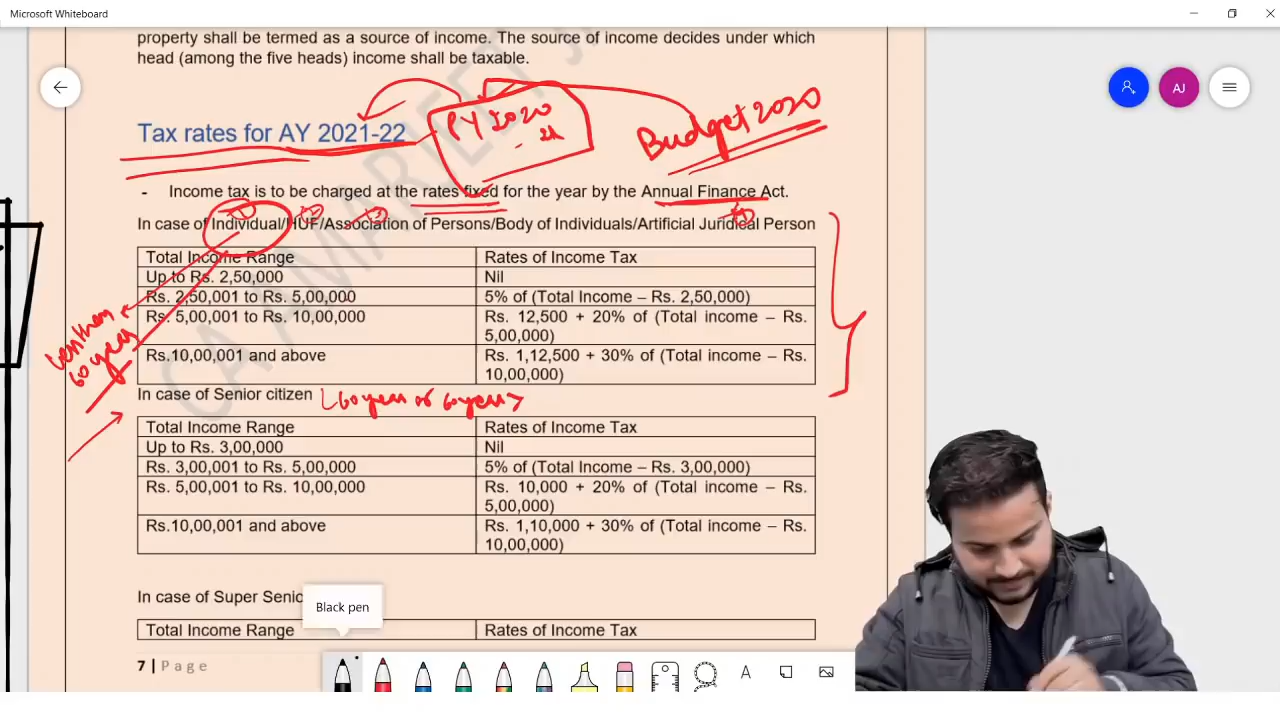 Microsoft Whiteboard
property shall be termed as a source of income. The source of income decides under which
head (among the five heads) income shall be taxable.
AJ
Tax rates for AY 2021-22
PY 2020
- 21
Budget 2020
- Income tax is to be charged at the rates fixed for the year by the Annual Finance Act.
In case of Individual/HUF/Association of Persons/Body of Individuals/Artificial Juridical Person
Total Income Range Rates of Income Tax
Up to Rs. 2,50,000 Nil
Rs. 2,50,001 to Rs. 5,00,000 5% of (Total Income – Rs. 2,50,000)
Rs. 5,00,001 to Rs. 10,00,000 Rs. 12,500 + 20% of (Total income – Rs.
5,00,000)
Rs.10,00,001 and above Rs. 1,12,500 + 30% of (Total income – Rs.
10,00,000)
less than
60 years
In case of Senior citizen
60 years or 60 years >
Total Income Range Rates of Income Tax
Up to Rs. 3,00,000 Nil
Rs. 3,00,001 to Rs. 5,00,000 5% of (Total Income – Rs. 3,00,000)
Rs. 5,00,001 to Rs. 10,00,000 Rs. 10,000 + 20% of (Total income – Rs.
5,00,000)
Rs.10,00,001 and above Rs. 1,10,000 + 30% of (Total income – Rs.
10,00,000)
In case of Super Senio
Black pen
Total Income Range Rates of Income Tax
7 | Page
A